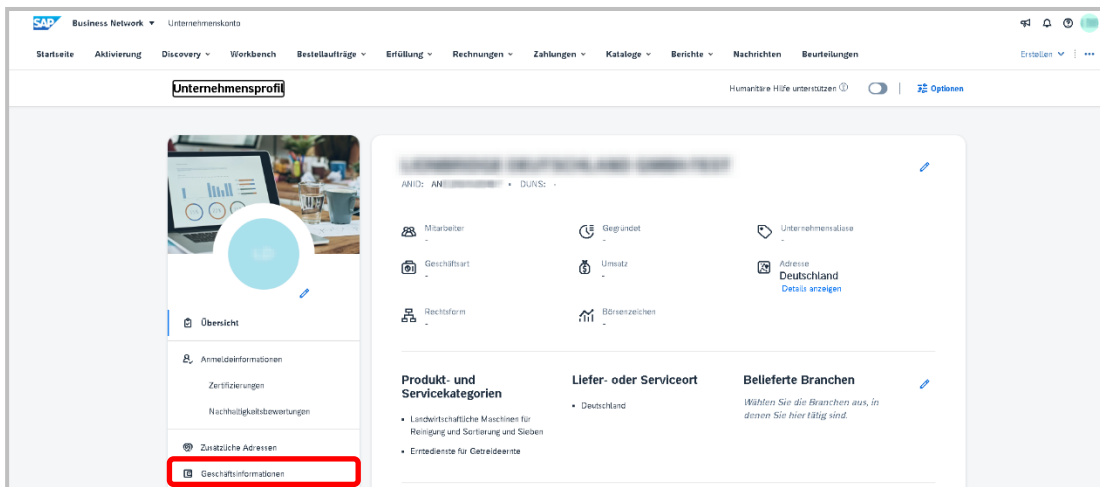 SAP Business Network Unternehmenskonto
Startseite Aktivierung Discovery Workbench Bestellaufträge Erfüllung Rechnungen Zahlungen Kataloge Berichte Nachrichten Beurteilungen Erstellen
Unternehmensprofil Humanitäre Hilfe unterstützen Optionen
ANID: AN • DUNS: -
Mitarbeiter Gegründet Unternehmensaliase
- - -
Geschäftsart Umsatz Adresse
- - Deutschland
Details anzeigen
Rechtsform Börsenzeichen
- -
Übersicht
Anmeldeinformationen
Zertifizierungen
Nachhaltigkeitsbewertungen
Zusätzliche Adressen
Geschäftsinformationen
Produkt- und
Servicekategorien
• Landwirtschaftliche Maschinen für
Reinigung und Sortierung und Sieben
• Erntedienste für Getreideernte
Liefer- oder Serviceort
• Deutschland
Belieferte Branchen
Wählen Sie die Branchen aus, in
denen Sie hier tätig sind.